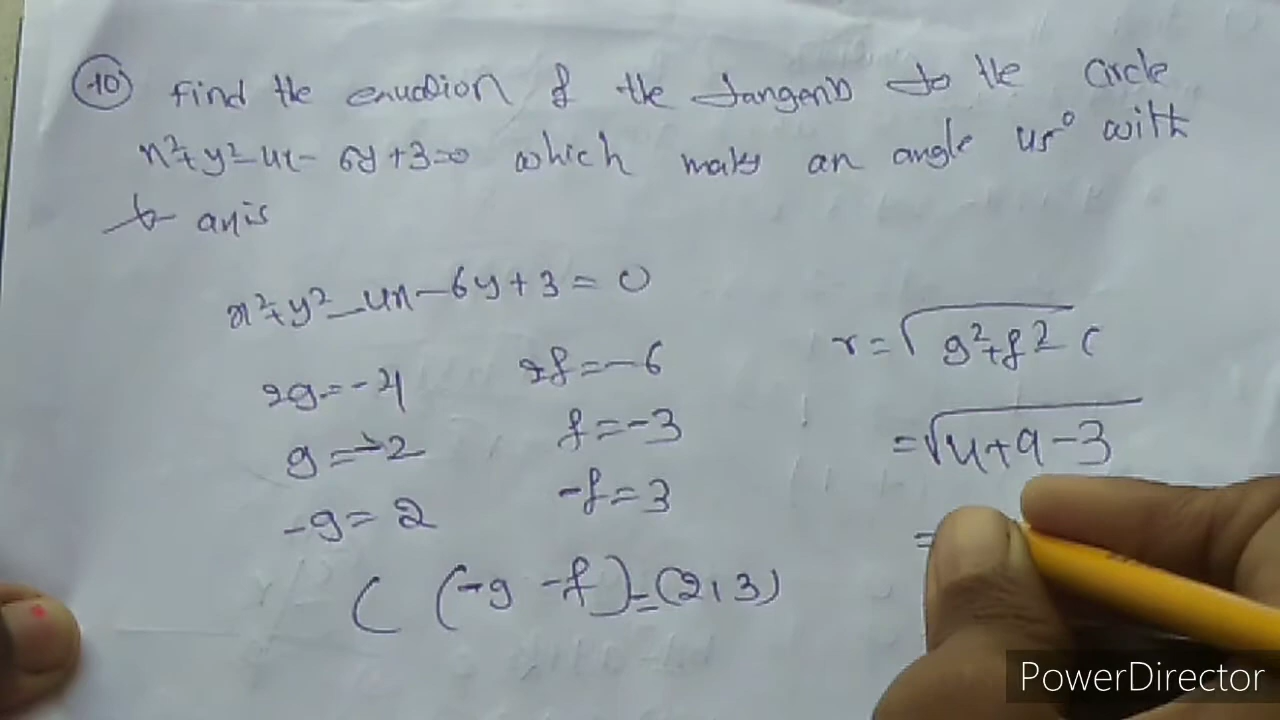 10 Find the equation of the tangents to the circle
x²+y²-4x-6y+3=0 which makes an angle 45° with
x- axis
x²+y²-4x-6y+3=0
2g=-4 2f=-6 r=√g²+f²-c
g=-2 f=-3 =√4+9-3
-g=2 -f=3 =
C (-g -f)=(2,3)
PowerDirector